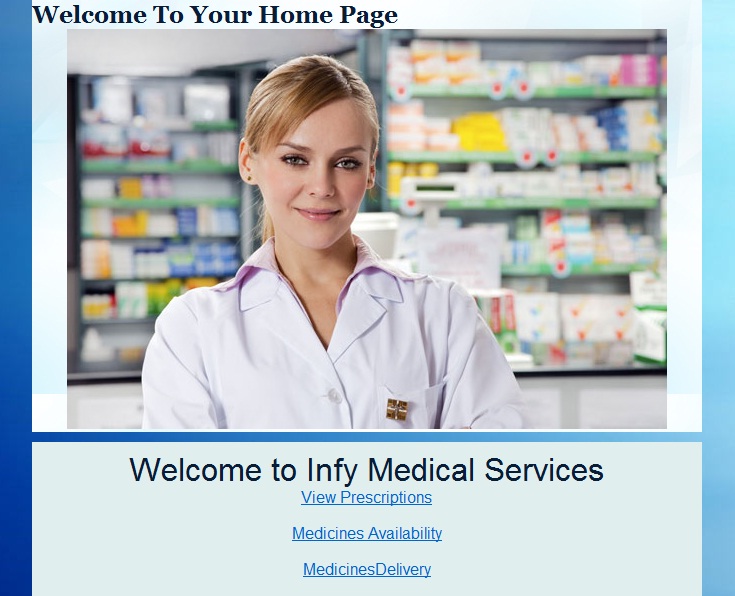 Welcome To Your Home Page
Welcome to Infy Medical Services
View Prescriptions
Medicines Availability
MedicinesDelivery